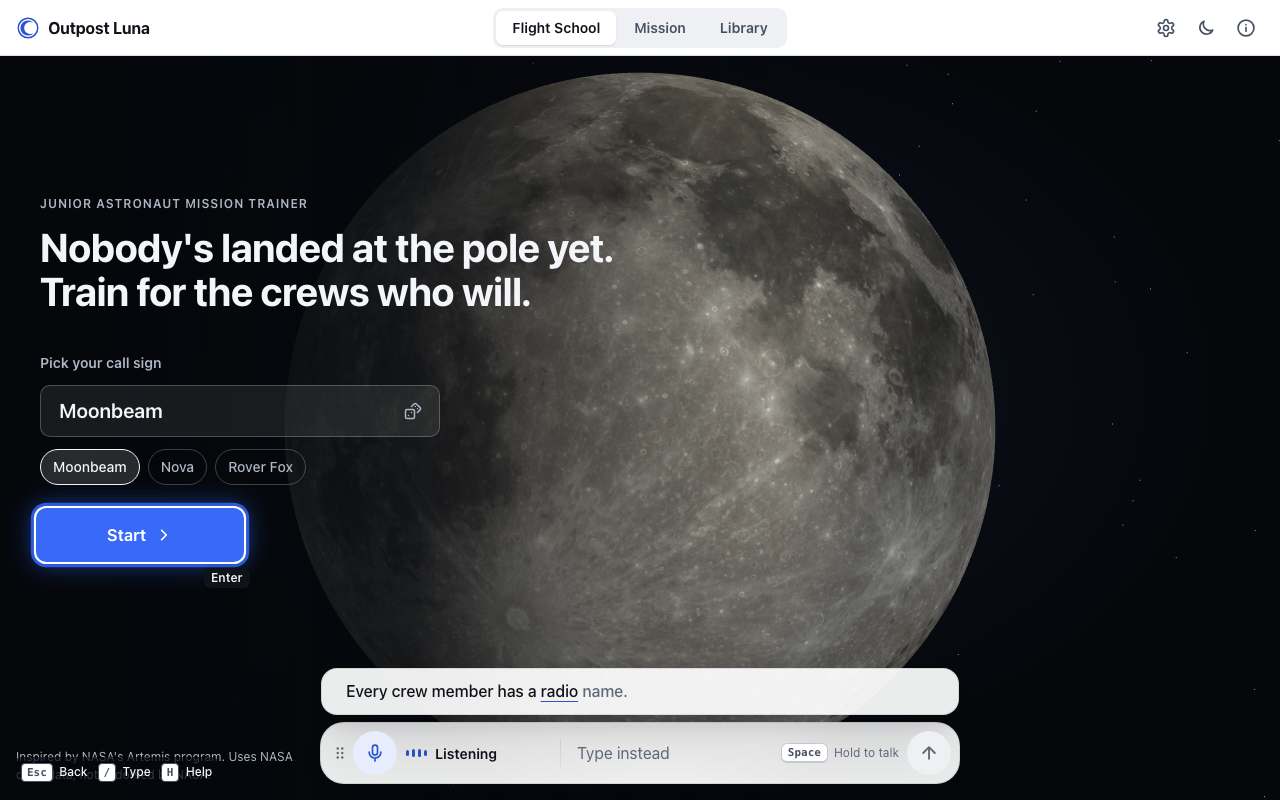 Outpost Luna
Flight School
Mission
Library
JUNIOR ASTRONAUT MISSION TRAINER
Nobody's landed at the pole yet.
Train for the crews who will.
Pick your call sign
Moonbeam
Moonbeam
Nova
Rover Fox
Start
Enter
Every crew member has a radio name.
Listening
Type instead
Space
Hold to talk
Inspired by NASA's Artemis program. Uses NASA
Esc Back / Type H Help